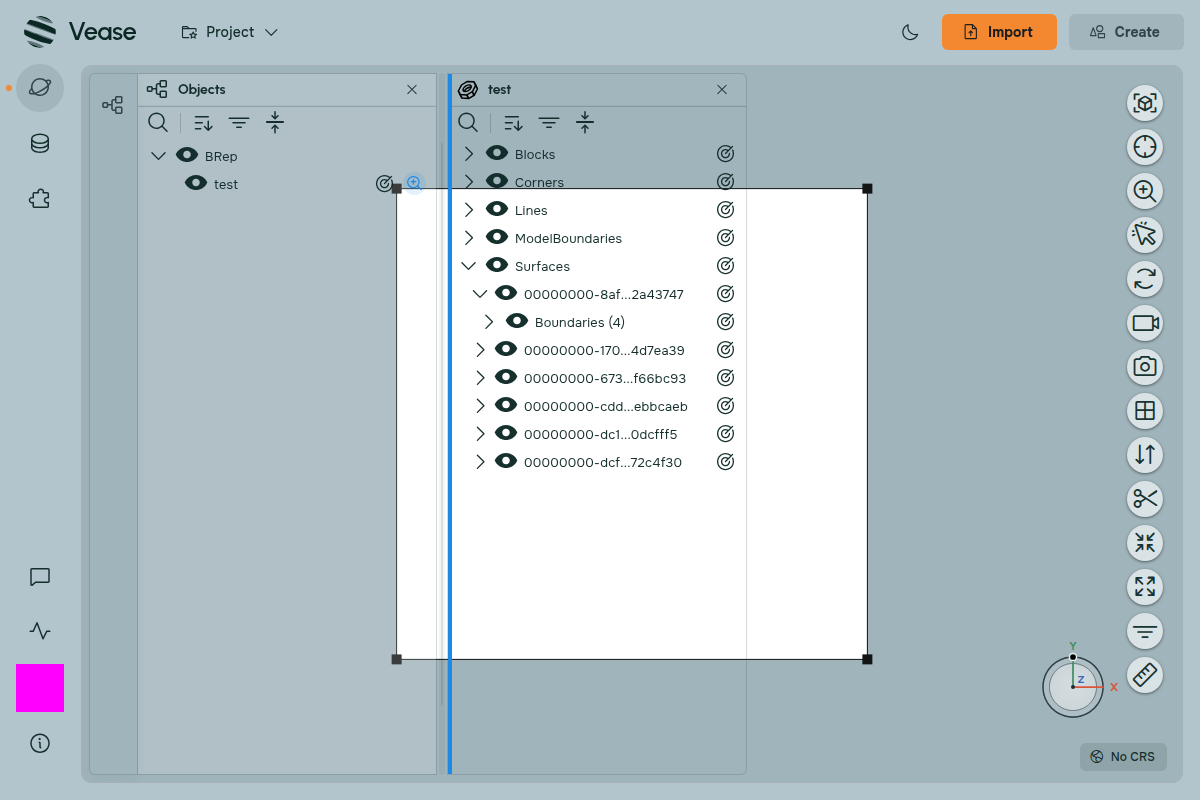 Vease
Project
Import
Create
Objects
test
BRep
test
Blocks
Corners
Lines
ModelBoundaries
Surfaces
00000000-8af...2a43747
Boundaries (4)
00000000-170...4d7ea39
00000000-673...f66bc93
00000000-cdd...ebbcaeb
00000000-dc1...0dcfff5
00000000-dcf...72c4f30
Y
Z
X
No CRS